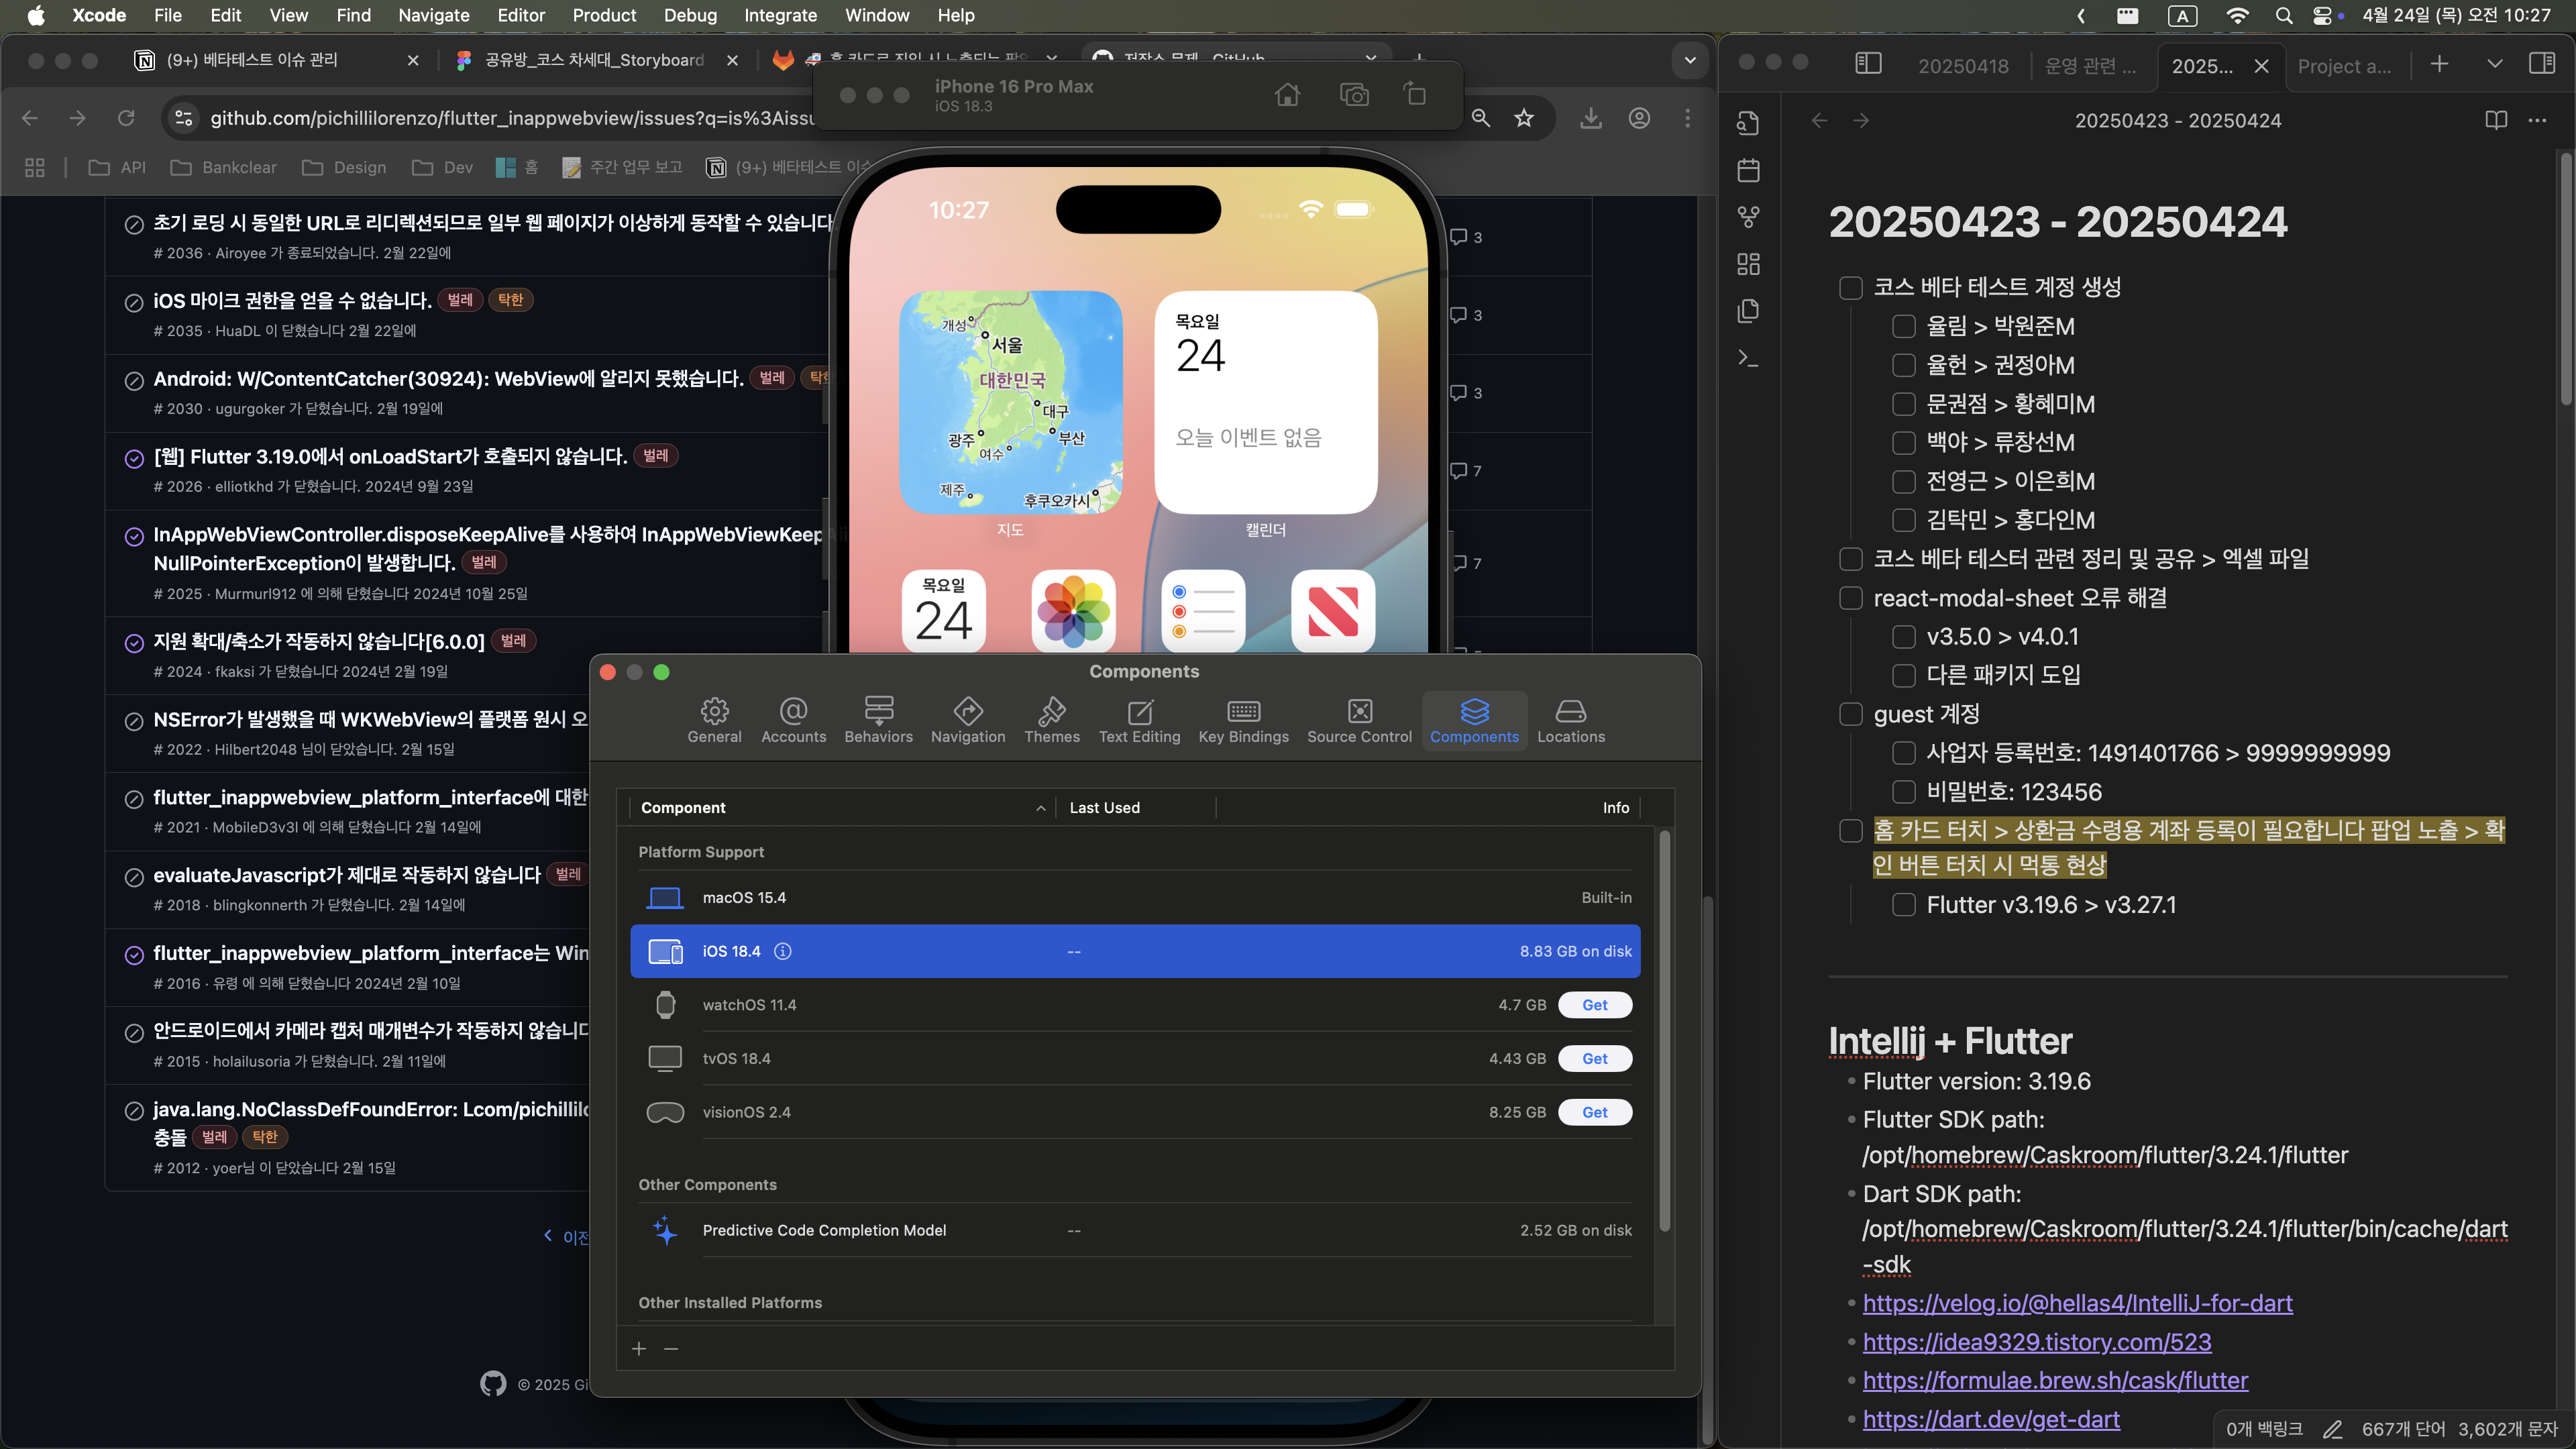 Xcode File Edit View Find Navigate Editor Product Debug Integrate Window Help
A 4월 24일 (목) 오전 10:27
(9+) 베타테스트 이슈 관리
공유방_코스 차세대_Storyboard
github.com/pichillilorenzo/flutter_inappwebview/issues?q=is%3Aissu
API Bankclear Design Dev 홈 주간 업무 보고 (9+) 베타테스트 이슈
초기 로딩 시 동일한 URL로 리디렉션되므로 일부 웹 페이지가 이상하게 동작할 수 있습니다
# 2036 · Airoyee 가 종료되었습니다. 2월 22일에
3
iOS 마이크 권한을 얻을 수 없습니다. 벌레 탁한
# 2035 · HuaDL 이 닫혔습니다 2월 22일에
3
Android: W/ContentCatcher(30924): WebView에 알리지 못했습니다. 벌레
# 2030 · ugurgoker 가 닫혔습니다. 2월 19일에
3
[웹] Flutter 3.19.0에서 onLoadStart가 호출되지 않습니다. 벌레
# 2026 · elliotkhd 가 닫혔습니다. 2024년 9월 23일
7
InAppWebViewController.disposeKeepAlive를 사용하여 InAppWebViewKeep
NullPointerException이 발생합니다. 벌레
# 2025 · Murmurl912 에 의해 닫혔습니다 2024년 10월 25일
7
지원 확대/축소가 작동하지 않습니다[6.0.0] 벌레
# 2024 · fkaksi 가 닫혔습니다 2024년 2월 19일
NSError가 발생했을 때 WKWebView의 플랫폼 원시 오
# 2022 · Hilbert2048 님이 닫았습니다. 2월 15일
flutter_inappwebview_platform_interface에 대한
# 2021 · MobileD3v3l 에 의해 닫혔습니다 2월 14일에
evaluateJavascript가 제대로 작동하지 않습니다 벌레
# 2018 · blingkonnerth 가 닫혔습니다. 2월 14일에
flutter_inappwebview_platform_interface는 Win
# 2016 · 유령 에 의해 닫혔습니다 2024년 2월 10일
안드로이드에서 카메라 캡처 매개변수가 작동하지 않습니다
# 2015 · holailusoria 가 닫혔습니다. 2월 11일에
java.lang.NoClassDefFoundError: Lcom/pichillilo
충돌 벌레 탁한
# 2012 · yoer님 이 닫았습니다 2월 15일
이전
© 2025 Gi
iPhone 16 Pro Max
iOS 18.3
10:27
개성
서울
대한민국
대구
광주
부산
여수
제주
후쿠오카시
지도
목요일
24
오늘 이벤트 없음
캘린더
목요일
24
Components
General Accounts Behaviors Navigation Themes Text Editing Key Bindings Source Control Components Locations
Component Last Used Info
Platform Support
macOS 15.4 Built-in
iOS 18.4 -- 8.83 GB on disk
watchOS 11.4 4.7 GB Get
tvOS 18.4 4.43 GB Get
visionOS 2.4 8.25 GB Get
Other Components
Predictive Code Completion Model -- 2.52 GB on disk
Other Installed Platforms
20250418 운영 관련 ... 2025... Project a...
20250423 - 20250424
20250423 - 20250424
코스 베타 테스트 계정 생성
율림 > 박원준M
율헌 > 권정아M
문권점 > 황혜미M
백야 > 류창선M
전영근 > 이은희M
김탁민 > 홍다인M
코스 베타 테스터 관련 정리 및 공유 > 엑셀 파일
react-modal-sheet 오류 해결
v3.5.0 > v4.0.1
다른 패키지 도입
guest 계정
사업자 등록번호: 1491401766 > 9999999999
비밀번호: 123456
홈 카드 터치 > 상환금 수령용 계좌 등록이 필요합니다 팝업 노출 > 확
인 버튼 터치 시 먹통 현상
Flutter v3.19.6 > v3.27.1
Intellij + Flutter
Flutter version: 3.19.6
Flutter SDK path:
/opt/homebrew/Caskroom/flutter/3.24.1/flutter
Dart SDK path:
/opt/homebrew/Caskroom/flutter/3.24.1/flutter/bin/cache/dart
-sdk
https://velog.io/@hellas4/IntelliJ-for-dart
https://idea9329.tistory.com/523
https://formulae.brew.sh/cask/flutter
https://dart.dev/get-dart
0개 백링크 667개 단어 3,602개 문자